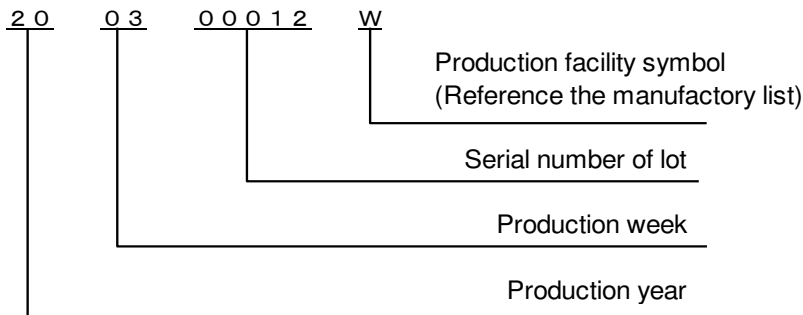 ２０ ０３ ０００１２ Ｗ
Production facility symbol
(Reference the manufactory list)
Serial number of lot
Production week
Production year